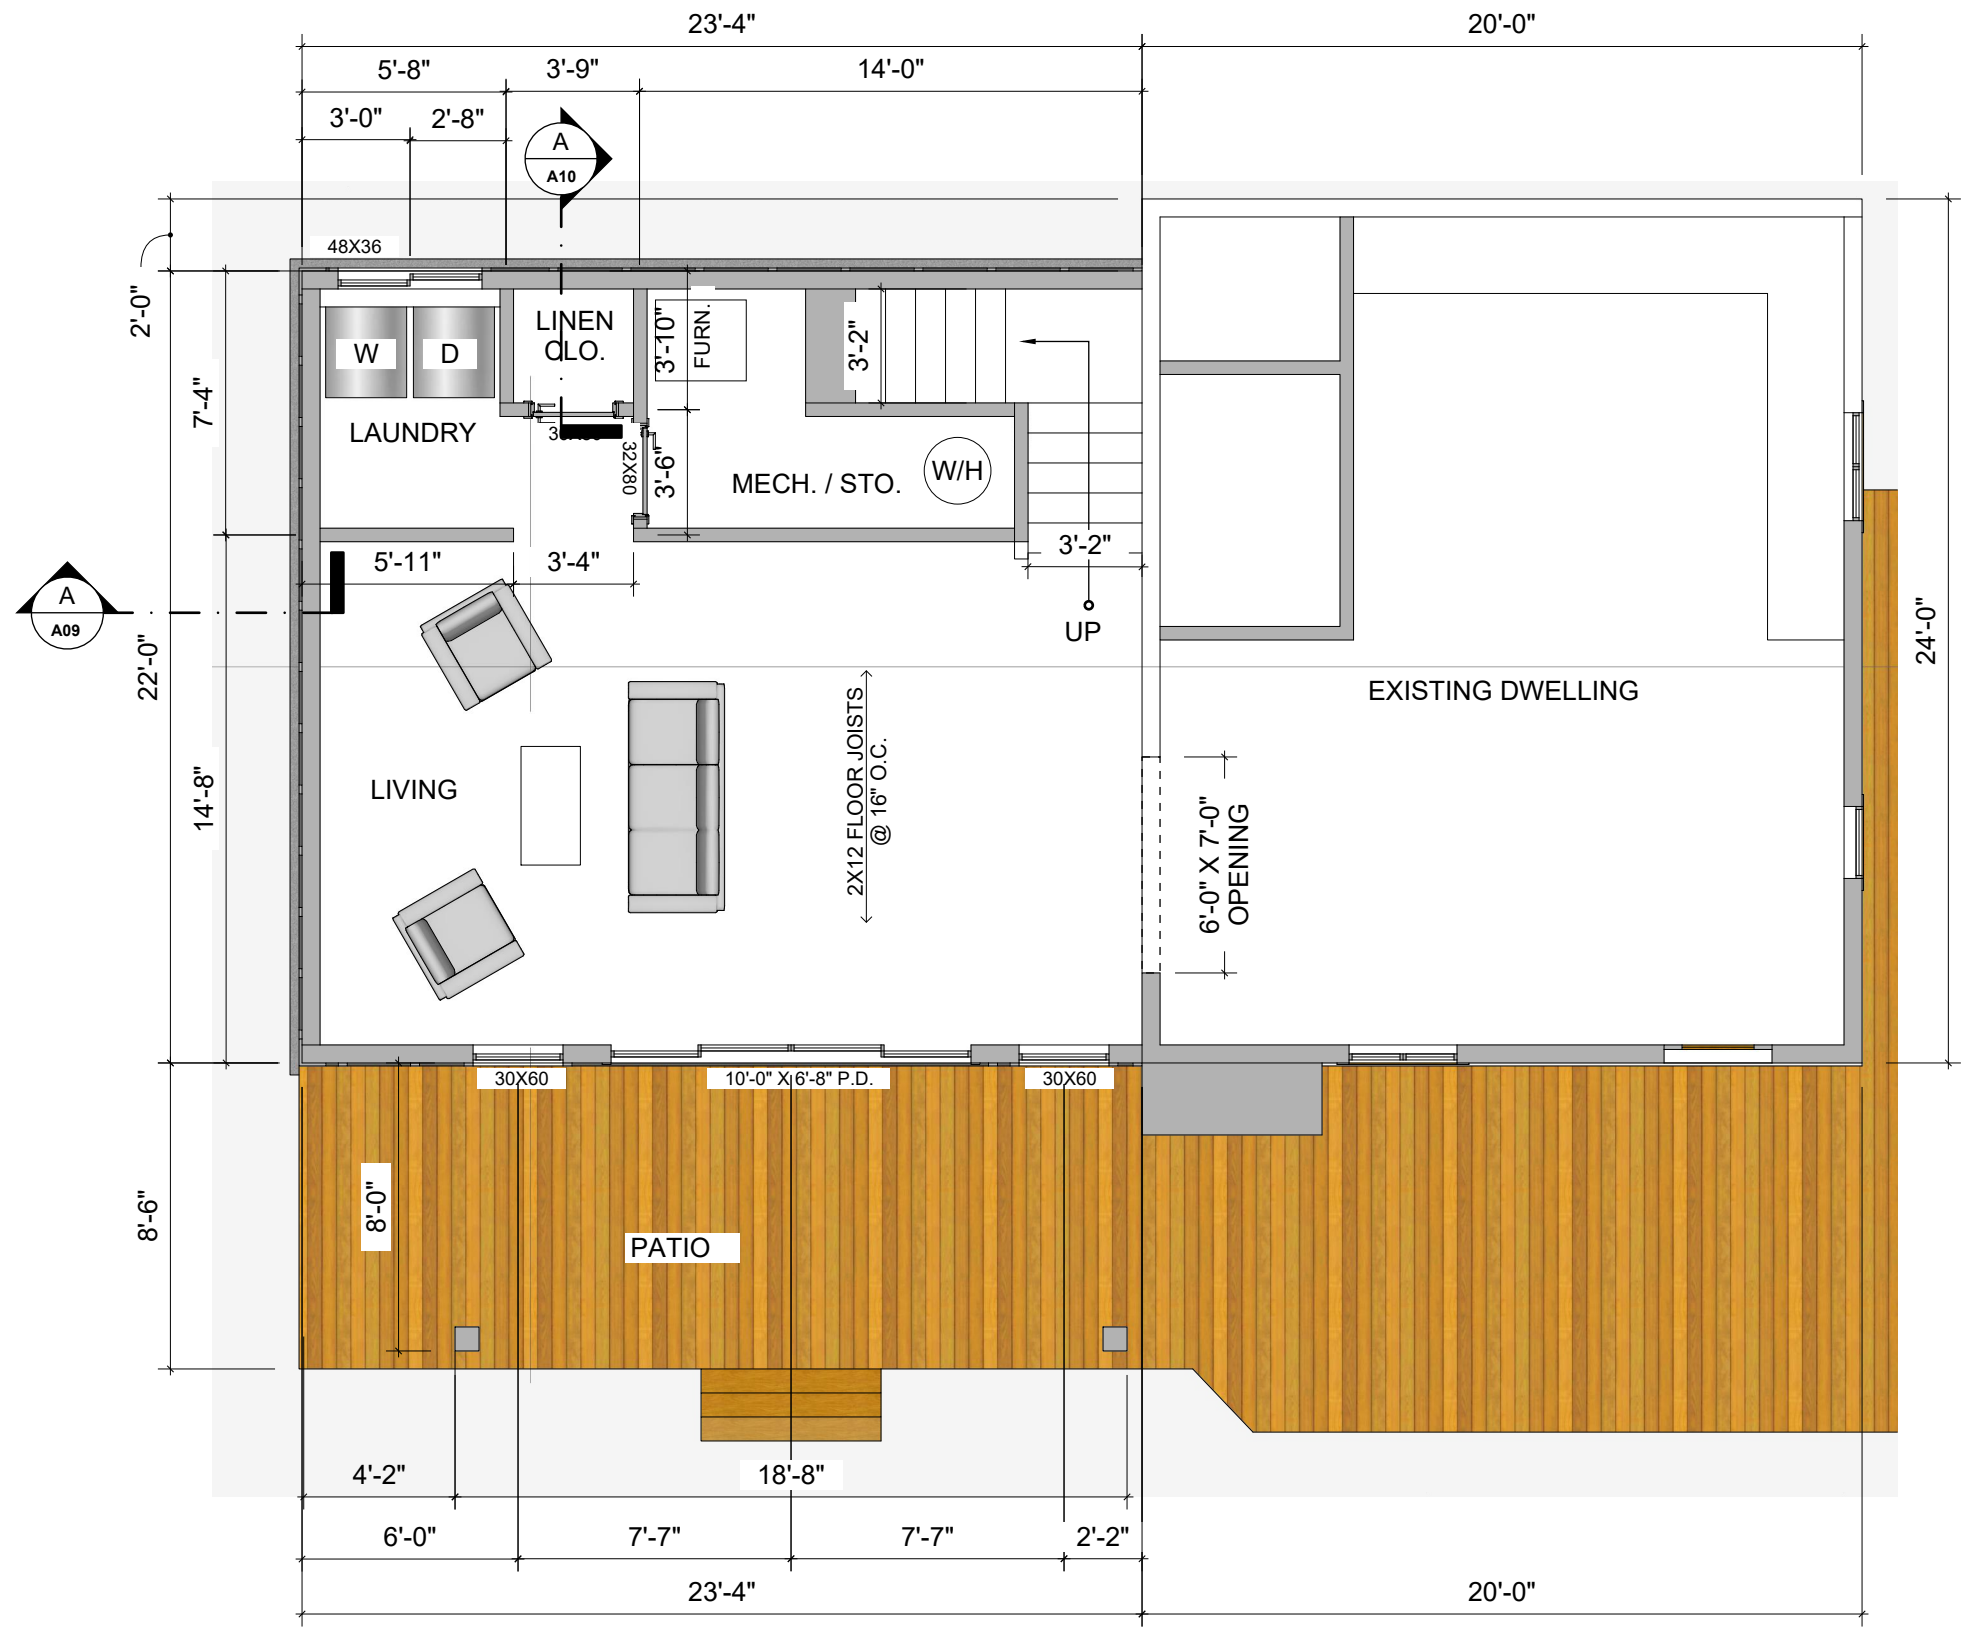 23'-4"
20'-0"
5'-8"
3'-9"
14'-0"
3'-0"
2'-8"
A
A10
48X36
2'-0"
LINEN
CLO.
3'-10"
FURN.
3'-2"
W
D
7'-4"
LAUNDRY
32X80
3'-6"
MECH. / STO.
W/H
5'-11"
3'-4"
3'-2"
A
A09
UP
22'-0"
24'-0"
EXISTING DWELLING
2X12 FLOOR JOISTS
@ 16" O.C.
LIVING
14'-8"
6'-0" X 7'-0"
OPENING
30X60
10'-0" X 6'-8" P.D.
30X60
8'-6"
8'-0"
PATIO
4'-2"
18'-8"
6'-0"
7'-7"
7'-7"
2'-2"
23'-4"
20'-0"